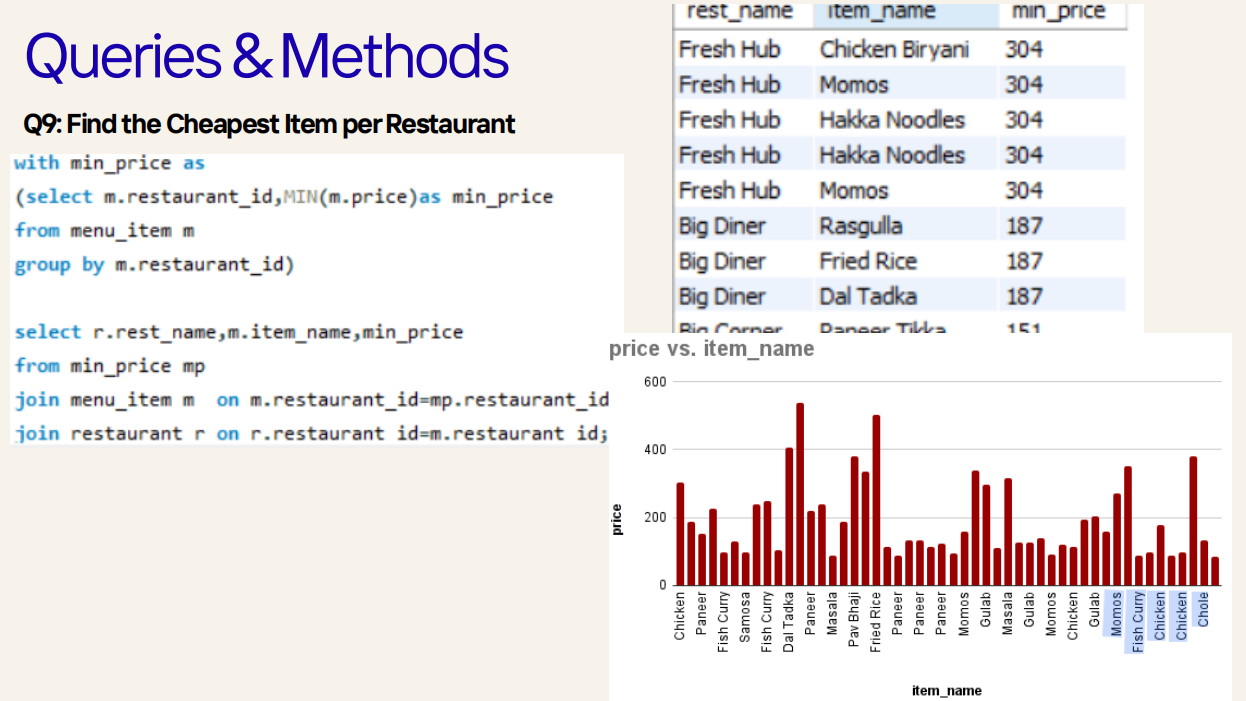 Queries & Methods
Q9: Find the Cheapest Item per Restaurant
with min_price as
(select m.restaurant_id,MIN(m.price)as min_price
from menu_item m
group by m.restaurant_id)
select r.rest_name,m.item_name,min_price
from min_price mp
join menu_item m  on m.restaurant_id=mp.restaurant_id
join restaurant r on r.restaurant_id=m.restaurant_id;
rest_name item_name min_price
Fresh Hub Chicken Biryani 304
Fresh Hub Momos 304
Fresh Hub Hakka Noodles 304
Fresh Hub Hakka Noodles 304
Fresh Hub Momos 304
Big Diner Rasgulla 187
Big Diner Fried Rice 187
Big Diner Dal Tadka 187
Big Corner Paneer Tikka 151
price vs. item_name
600
400
200
0
price
Chicken
Paneer
Fish Curry
Samosa
Fish Curry
Dal Tadka
Paneer
Masala
Pav Bhaji
Fried Rice
Paneer
Paneer
Paneer
Momos
Gulab
Masala
Gulab
Momos
Chicken
Gulab
Momos
Fish Curry
Chicken
Chicken
Chole
item_name